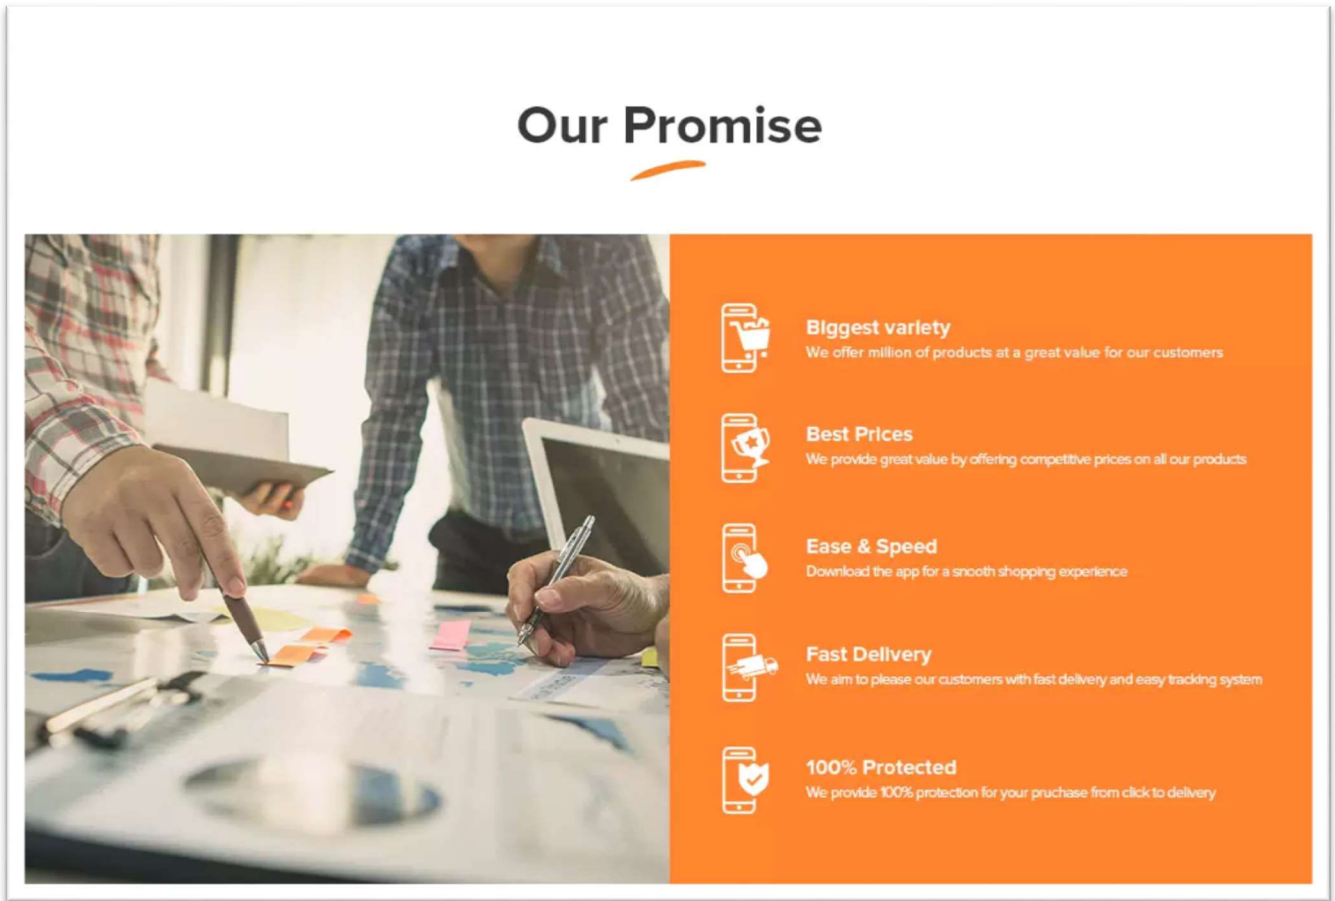 Our Promise
Biggest variety
We offer million of products at a great value for our customers
Best Prices
We provide great value by offering competitive prices on all our products
Ease & Speed
Download the app for a snooth shopping experience
Fast Delivery
We aim to please our customers with fast delivery and easy tracking system
100% Protected
We provide 100% protection for your pruchase from click to delivery